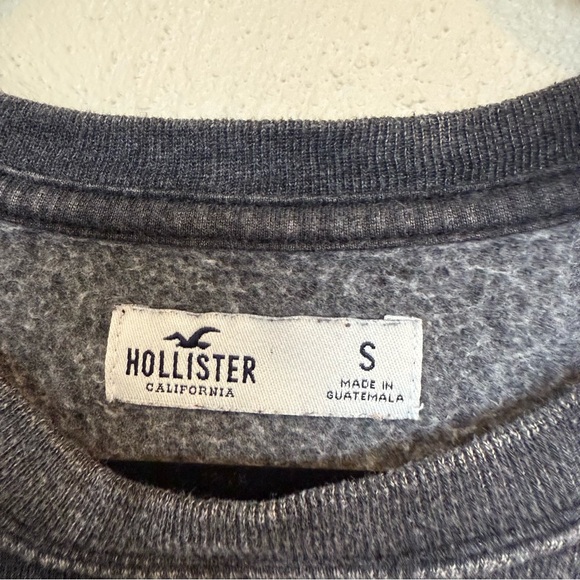 HOLLISTER
CALIFORNIA
S
MADE IN
GUATEMALA